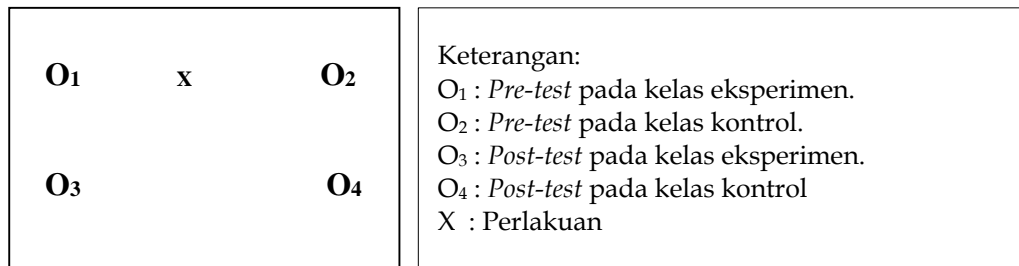 O₁ x O₂
O₃ O₄
Keterangan:
O₁ : Pre-test pada kelas eksperimen.
O₂ : Pre-test pada kelas kontrol.
O₃ : Post-test pada kelas eksperimen.
O₄ : Post-test pada kelas kontrol
X : Perlakuan